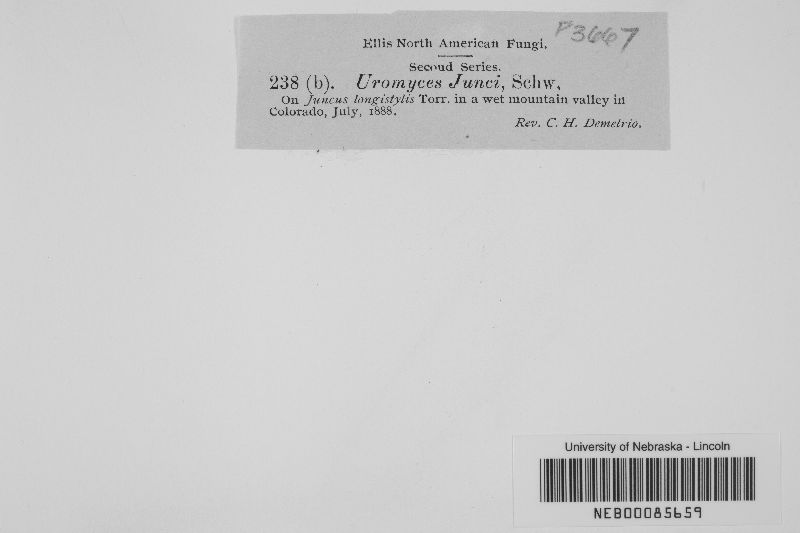 P3667
Ellis North American Fungi.
Second Series.
238 (b). Uromyces Junci, Schw.
On Juncus longistylis Torr. in a wet mountain valley in
Colorado, July, 1888.
Rev. C. H. Demetrio.
University of Nebraska - Lincoln
NEB00085659